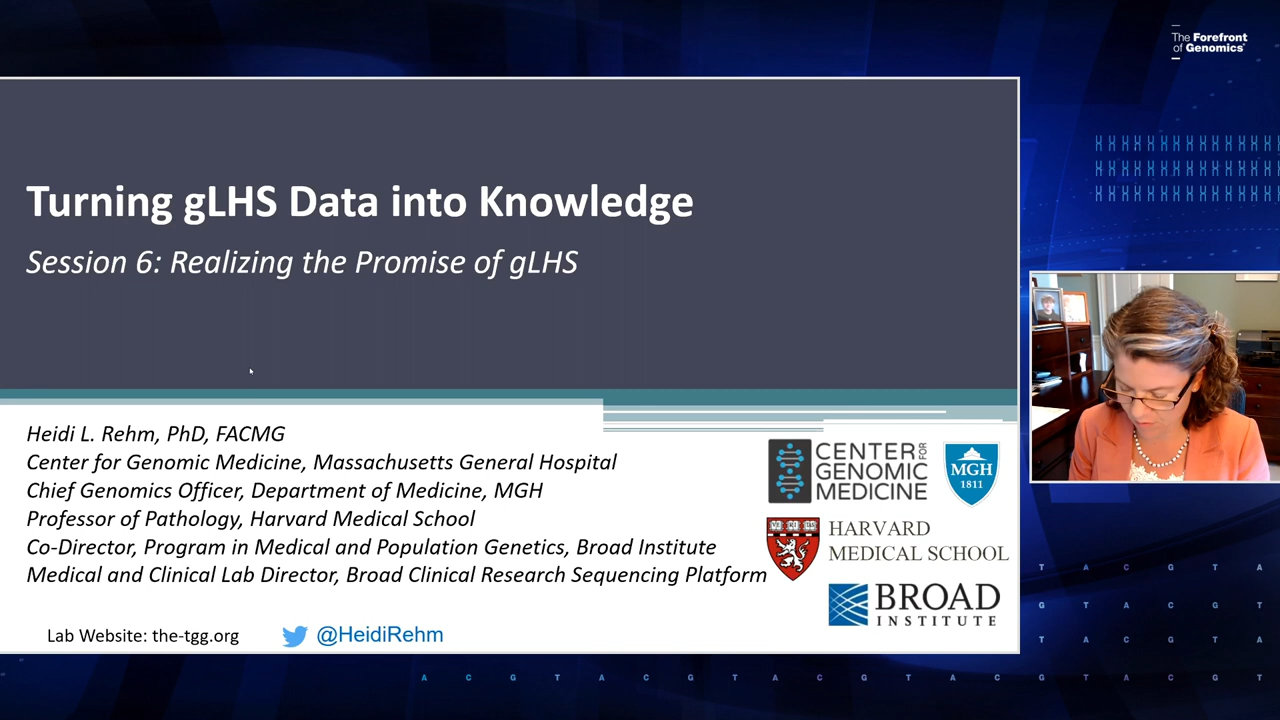 The Forefront
of Genomics®
Turning gLHS Data into Knowledge
Session 6: Realizing the Promise of gLHS
Heidi L. Rehm, PhD, FACMG
Center for Genomic Medicine, Massachusetts General Hospital
Chief Genomics Officer, Department of Medicine, MGH
Professor of Pathology, Harvard Medical School
Co-Director, Program in Medical and Population Genetics, Broad Institute
Medical and Clinical Lab Director, Broad Clinical Research Sequencing Platform
Lab Website: the-tgg.org
@HeidiRehm
CENTER FOR
GENOMIC
MEDICINE
MGH
1811
HARVARD
MEDICAL SCHOOL
BROAD
INSTITUTE
T A C G T A
G T A C G T
T A C G T A
A C G T A C G T A C G T A C G T A C G T